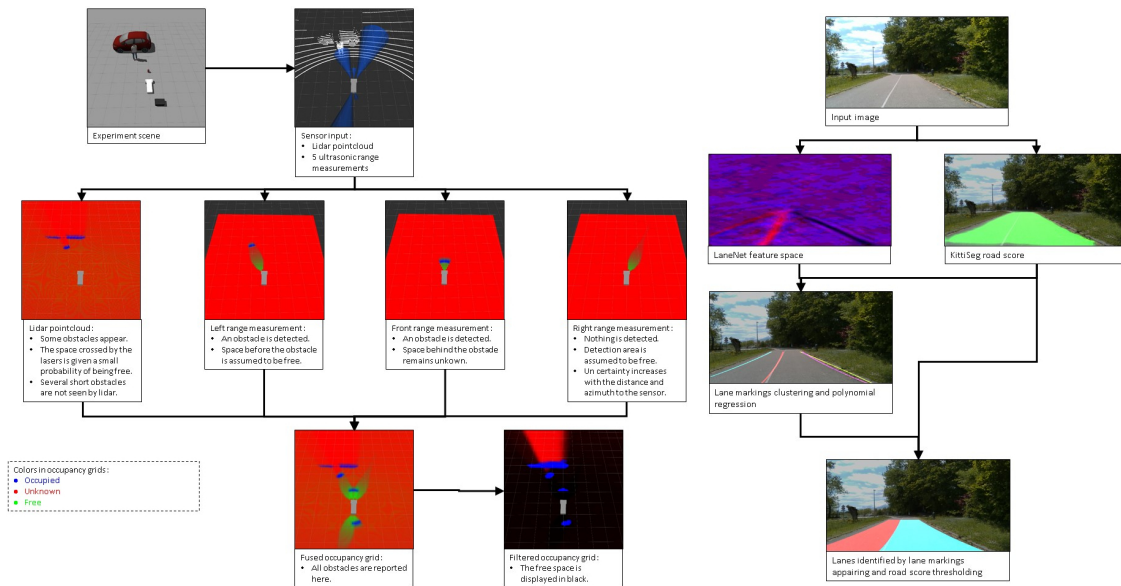 Experiment scene
Sensor input:
• Lidar pointcloud
• 5 ultrasonic range
measurements
Lidar pointcloud:
• Some obstacles appear.
• The space crossed by the
lasers is given a small
probability of being free.
• Several short obstacles
are not seen by lidar.
Left range measurement:
• An obstacle is detected.
• Space before the obstacle
is assumed to be free.
Front range measurement:
• An obstacle is detected.
• Space behind the obstade
remains unkown.
Right range measurement:
• Nothing is detected.
• Detection area is
assumed to be free.
• Un certainty increases
with the distance and
azimuth to the sensor.
Colors in occupancy grids:
Occupied
Unknown
Free
Fused occupancy grid:
• All obstacles are reported
here.
Filtered occupancy grid:
• The free space is
displayed in black.
Input image
LaneNet feature space
KittiSeg road score
Lane markings clustering and polynomial
regression
Lanes identified by lane markings
appairing and road score thresholding